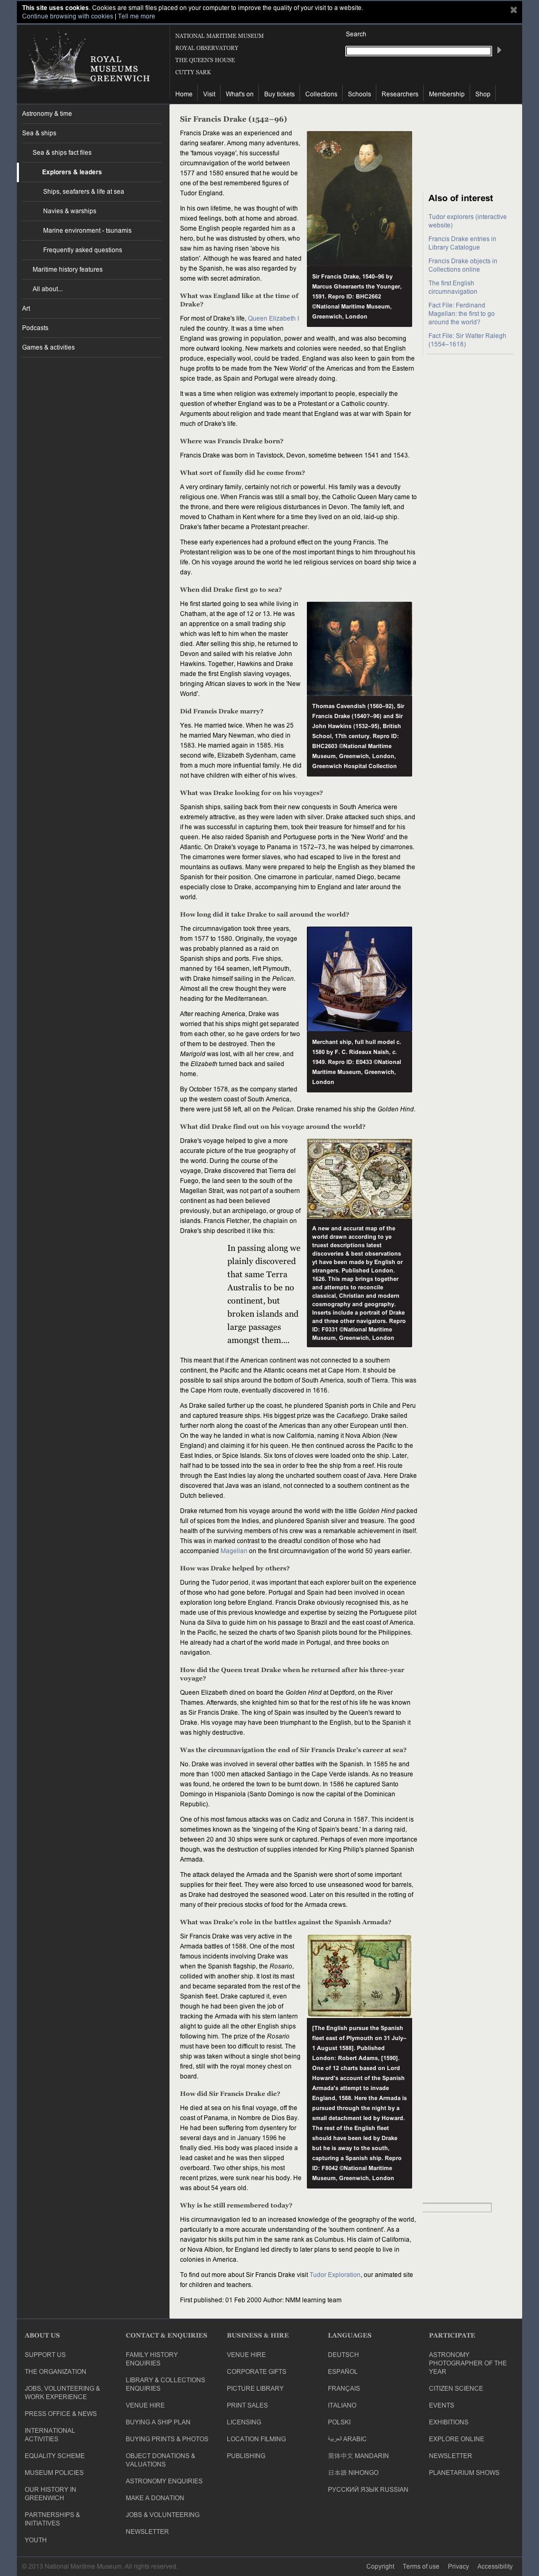 This site uses cookies. Cookies are small files placed on your computer to improve the quality of your visit to a website.
Continue browsing with cookies | Tell me more
ROYAL
MUSEUMS
GREENWICH
NATIONAL MARITIME MUSEUM
ROYAL OBSERVATORY
THE QUEEN'S HOUSE
CUTTY SARK
Search
Home
Visit
What's on
Buy tickets
Collections
Schools
Researchers
Membership
Shop
Astronomy & time
Sea & ships
Sea & ships fact files
Explorers & leaders
Ships, seafarers & life at sea
Navies & warships
Marine environment - tsunamis
Frequently asked questions
Maritime history features
All about...
Art
Podcasts
Games & activities
Sir Francis Drake (1542–96)
Francis Drake was an experienced and
daring seafarer. Among many adventures,
the 'famous voyage', his successful
circumnavigation of the world between
1577 and 1580 ensured that he would be
one of the best remembered figures of
Tudor England.
In his own lifetime, he was thought of with
mixed feelings, both at home and abroad.
Some English people regarded him as a
hero, but he was distrusted by others, who
saw him as having risen 'above his
station'. Although he was feared and hated
by the Spanish, he was also regarded by
some with secret admiration.
Sir Francis Drake, 1540–96 by
Marcus Gheeraerts the Younger,
1591. Repro ID: BHC2662
©National Maritime Museum,
Greenwich, London
What was England like at the time of
Drake?
For most of Drake's life, Queen Elizabeth I
ruled the country. It was a time when
England was growing in population, power and wealth, and was also becoming
more outward looking. New markets and colonies were needed, so that English
produce, especially wool, could be traded. England was also keen to gain from the
huge profits to be made from the 'New World' of the Americas and from the Eastern
spice trade, as Spain and Portugal were already doing.
It was a time when religion was extremely important to people, especially the
question of whether England was to be a Protestant or a Catholic country.
Arguments about religion and trade meant that England was at war with Spain for
much of Drake's life.
Where was Francis Drake born?
Francis Drake was born in Tavistock, Devon, sometime between 1541 and 1543.
What sort of family did he come from?
A very ordinary family, certainly not rich or powerful. His family was a devoutly
religious one. When Francis was still a small boy, the Catholic Queen Mary came to
the throne, and there were religious disturbances in Devon. The family left, and
moved to Chatham in Kent where for a time they lived on an old, laid-up ship.
Drake's father became a Protestant preacher.
These early experiences had a profound effect on the young Francis. The
Protestant religion was to be one of the most important things to him throughout his
life. On his voyage around the world he led religious services on board ship twice a
day.
When did Drake first go to sea?
He first started going to sea while living in
Chatham, at the age of 12 or 13. He was
an apprentice on a small trading ship
which was left to him when the master
died. After selling this ship, he returned to
Devon and sailed with his relative John
Hawkins. Together, Hawkins and Drake
made the first English slaving voyages,
bringing African slaves to work in the 'New
World'.
Thomas Cavendish (1560–92), Sir
Francis Drake (1540?–96) and Sir
John Hawkins (1532–95), British
School, 17th century. Repro ID:
BHC2603 ©National Maritime
Museum, Greenwich, London,
Greenwich Hospital Collection
Did Francis Drake marry?
Yes. He married twice. When he was 25
he married Mary Newman, who died in
1583. He married again in 1585. His
second wife, Elizabeth Sydenham, came
from a much more influential family. He did
not have children with either of his wives.
What was Drake looking for on his voyages?
Spanish ships, sailing back from their new conquests in South America were
extremely attractive, as they were laden with silver. Drake attacked such ships, and
if he was successful in capturing them, took their treasure for himself and for his
queen. He also raided Spanish and Portuguese ports in the 'New World' and the
Atlantic. On Drake's voyage to Panama in 1572–73, he was helped by cimarrones.
The cimarrones were former slaves, who had escaped to live in the forest and
mountains as outlaws. Many were prepared to help the English as they blamed the
Spanish for their position. One cimarrone in particular, named Diego, became
especially close to Drake, accompanying him to England and later around the
world.
How long did it take Drake to sail around the world?
The circumnavigation took three years,
from 1577 to 1580. Originally, the voyage
was probably planned as a raid on
Spanish ships and ports. Five ships,
manned by 164 seamen, left Plymouth,
with Drake himself sailing in the Pelican.
Almost all the crew thought they were
heading for the Mediterranean.
After reaching America, Drake was
worried that his ships might get separated
from each other, so he gave orders for two
of them to be destroyed. Then the
Marigold was lost, with all her crew, and
the Elizabeth turned back and sailed
home.
Merchant ship, full hull model c.
1580 by F. C. Rideaux Naish, c.
1949. Repro ID: E0433 ©National
Maritime Museum, Greenwich,
London
By October 1578, as the company started
up the western coast of South America,
there were just 58 left, all on the Pelican. Drake renamed his ship the Golden Hind.
What did Drake find out on his voyage around the world?
Drake's voyage helped to give a more
accurate picture of the true geography of
the world. During the course of the
voyage, Drake discovered that Tierra del
Fuego, the land seen to the south of the
Magellan Strait, was not part of a southern
continent as had been believed
previously, but an archipelago, or group of
islands. Francis Fletcher, the chaplain on
Drake's ship described it like this:
In passing along we
plainly discovered
that same Terra
Australis to be no
continent, but
broken islands and
large passages
amongst them....
A new and accurat map of the
world drawn according to ye
truest descriptions latest
discoveries & best observations
yt have been made by English or
strangers. Published London.
1626. This map brings together
and attempts to reconcile
classical, Christian and modern
cosmography and geography.
Inserts include a portrait of Drake
and three other navigators. Repro
ID: F0331 ©National Maritime
Museum, Greenwich, London
This meant that if the American continent was not connected to a southern
continent, the Pacific and the Atlantic oceans met at Cape Horn. It should be
possible to sail ships around the bottom of South America, south of Tierra. This was
the Cape Horn route, eventually discovered in 1616.
As Drake sailed further up the coast, he plundered Spanish ports in Chile and Peru
and captured treasure ships. His biggest prize was the Cacafuego. Drake sailed
further north along the coast of the Americas than any other European until then.
On the way he landed in what is now California, naming it Nova Albion (New
England) and claiming it for his queen. He then continued across the Pacific to the
East Indies, or Spice Islands. Six tons of cloves were loaded onto the ship. Later,
half had to be tossed into the sea in order to free the ship from a reef. His route
through the East Indies lay along the uncharted southern coast of Java. Here Drake
discovered that Java was an island, not connected to a southern continent as the
Dutch believed.
Drake returned from his voyage around the world with the little Golden Hind packed
full of spices from the Indies, and plundered Spanish silver and treasure. The good
health of the surviving members of his crew was a remarkable achievement in itself.
This was in marked contrast to the dreadful condition of those who had
accompanied Magellan on the first circumnavigation of the world 50 years earlier.
How was Drake helped by others?
During the Tudor period, it was important that each explorer built on the experience
of those who had gone before. Portugal and Spain had been involved in ocean
exploration long before England. Francis Drake obviously recognised this, as he
made use of this previous knowledge and expertise by seizing the Portuguese pilot
Nuna da Silva to guide him on his passage to Brazil and the east coast of America.
In the Pacific, he seized the charts of two Spanish pilots bound for the Philippines.
He already had a chart of the world made in Portugal, and three books on
navigation.
How did the Queen treat Drake when he returned after his three-year
voyage?
Queen Elizabeth dined on board the Golden Hind at Deptford, on the River
Thames. Afterwards, she knighted him so that for the rest of his life he was known
as Sir Francis Drake. The king of Spain was insulted by the Queen's reward to
Drake. His voyage may have been triumphant to the English, but to the Spanish it
was highly destructive.
Was the circumnavigation the end of Sir Francis Drake's career at sea?
No. Drake was involved in several other battles with the Spanish. In 1585 he and
more than 1000 men attacked Santiago in the Cape Verde islands. As no treasure
was found, he ordered the town to be burnt down. In 1586 he captured Santo
Domingo in Hispaniola (Santo Domingo is now the capital of the Dominican
Republic).
One of his most famous attacks was on Cadiz and Coruna in 1587. This incident is
sometimes known as the 'singeing of the King of Spain's beard.' In a daring raid,
between 20 and 30 ships were sunk or captured. Perhaps of even more importance
though, was the destruction of supplies intended for King Philip's planned Spanish
Armada.
The attack delayed the Armada and the Spanish were short of some important
supplies for their fleet. They were also forced to use unseasoned wood for barrels,
as Drake had destroyed the seasoned wood. Later on this resulted in the rotting of
many of their precious stocks of food for the Armada crews.
What was Drake's role in the battles against the Spanish Armada?
Sir Francis Drake was very active in the
Armada battles of 1588. One of the most
famous incidents involving Drake was
when the Spanish flagship, the Rosario,
collided with another ship. It lost its mast
and became separated from the rest of the
Spanish fleet. Drake captured it, even
though he had been given the job of
tracking the Armada with his stern lantern
alight to guide all the other English ships
following him. The prize of the Rosario
must have been too difficult to resist. The
ship was taken without a single shot being
fired, still with the royal money chest on
board.
[The English pursue the Spanish
fleet east of Plymouth on 31 July–
1 August 1588]. Published
London: Robert Adams, [1590].
One of 12 charts based on Lord
Howard's account of the Spanish
Armada's attempt to invade
England, 1588. Here the Armada is
pursued through the night by a
small detachment led by Howard.
The rest of the English fleet
should have been led by Drake
but he is away to the south,
capturing a Spanish ship. Repro
ID: F8042 ©National Maritime
Museum, Greenwich, London
How did Sir Francis Drake die?
He died at sea on his final voyage, off the
coast of Panama, in Nombre de Dios Bay.
He had been suffering from dysentery for
several days and in January 1596 he
finally died. His body was placed inside a
lead casket and he was then slipped
overboard. Two other ships, his most
recent prizes, were sunk near his body. He
was about 54 years old.
Why is he still remembered today?
His circumnavigation led to an increased knowledge of the geography of the world,
particularly to a more accurate understanding of the 'southern continent'. As a
navigator his skills put him in the same rank as Columbus. His claim of California,
or Nova Albion, for England led directly to later plans to send people to live in
colonies in America.
To find out more about Sir Francis Drake visit Tudor Exploration, our animated site
for children and teachers.
First published: 01 Feb 2000 Author: NMM learning team
Also of interest
Tudor explorers (interactive
website)
Francis Drake entries in
Library Catalogue
Francis Drake objects in
Collections online
The first English
circumnavigation
Fact File: Ferdinand
Magellan: the first to go
around the world?
Fact File: Sir Walter Ralegh
(1554–1618)
ABOUT US
SUPPORT US
THE ORGANIZATION
JOBS, VOLUNTEERING &
WORK EXPERIENCE
PRESS OFFICE & NEWS
INTERNATIONAL
ACTIVITIES
EQUALITY SCHEME
MUSEUM POLICIES
OUR HISTORY IN
GREENWICH
PARTNERSHIPS &
INITIATIVES
YOUTH
CONTACT & ENQUIRIES
FAMILY HISTORY
ENQUIRIES
LIBRARY & COLLECTIONS
ENQUIRIES
VENUE HIRE
BUYING A SHIP PLAN
BUYING PRINTS & PHOTOS
OBJECT DONATIONS &
VALUATIONS
ASTRONOMY ENQUIRIES
MAKE A DONATION
JOBS & VOLUNTEERING
NEWSLETTER
BUSINESS & HIRE
VENUE HIRE
CORPORATE GIFTS
PICTURE LIBRARY
PRINT SALES
LICENSING
LOCATION FILMING
PUBLISHING
LANGUAGES
DEUTSCH
ESPAÑOL
FRANÇAIS
ITALIANO
POLSKI
العربية ARABIC
简体中文 MANDARIN
日本語 NIHONGO
РУССКИЙ ЯЗЫК RUSSIAN
PARTICIPATE
ASTRONOMY
PHOTOGRAPHER OF THE
YEAR
CITIZEN SCIENCE
EVENTS
EXHIBITIONS
EXPLORE ONLINE
NEWSLETTER
PLANETARIUM SHOWS
© 2013 National Maritime Museum. All rights reserved.
Copyright
Terms of use
Privacy
Accessibility